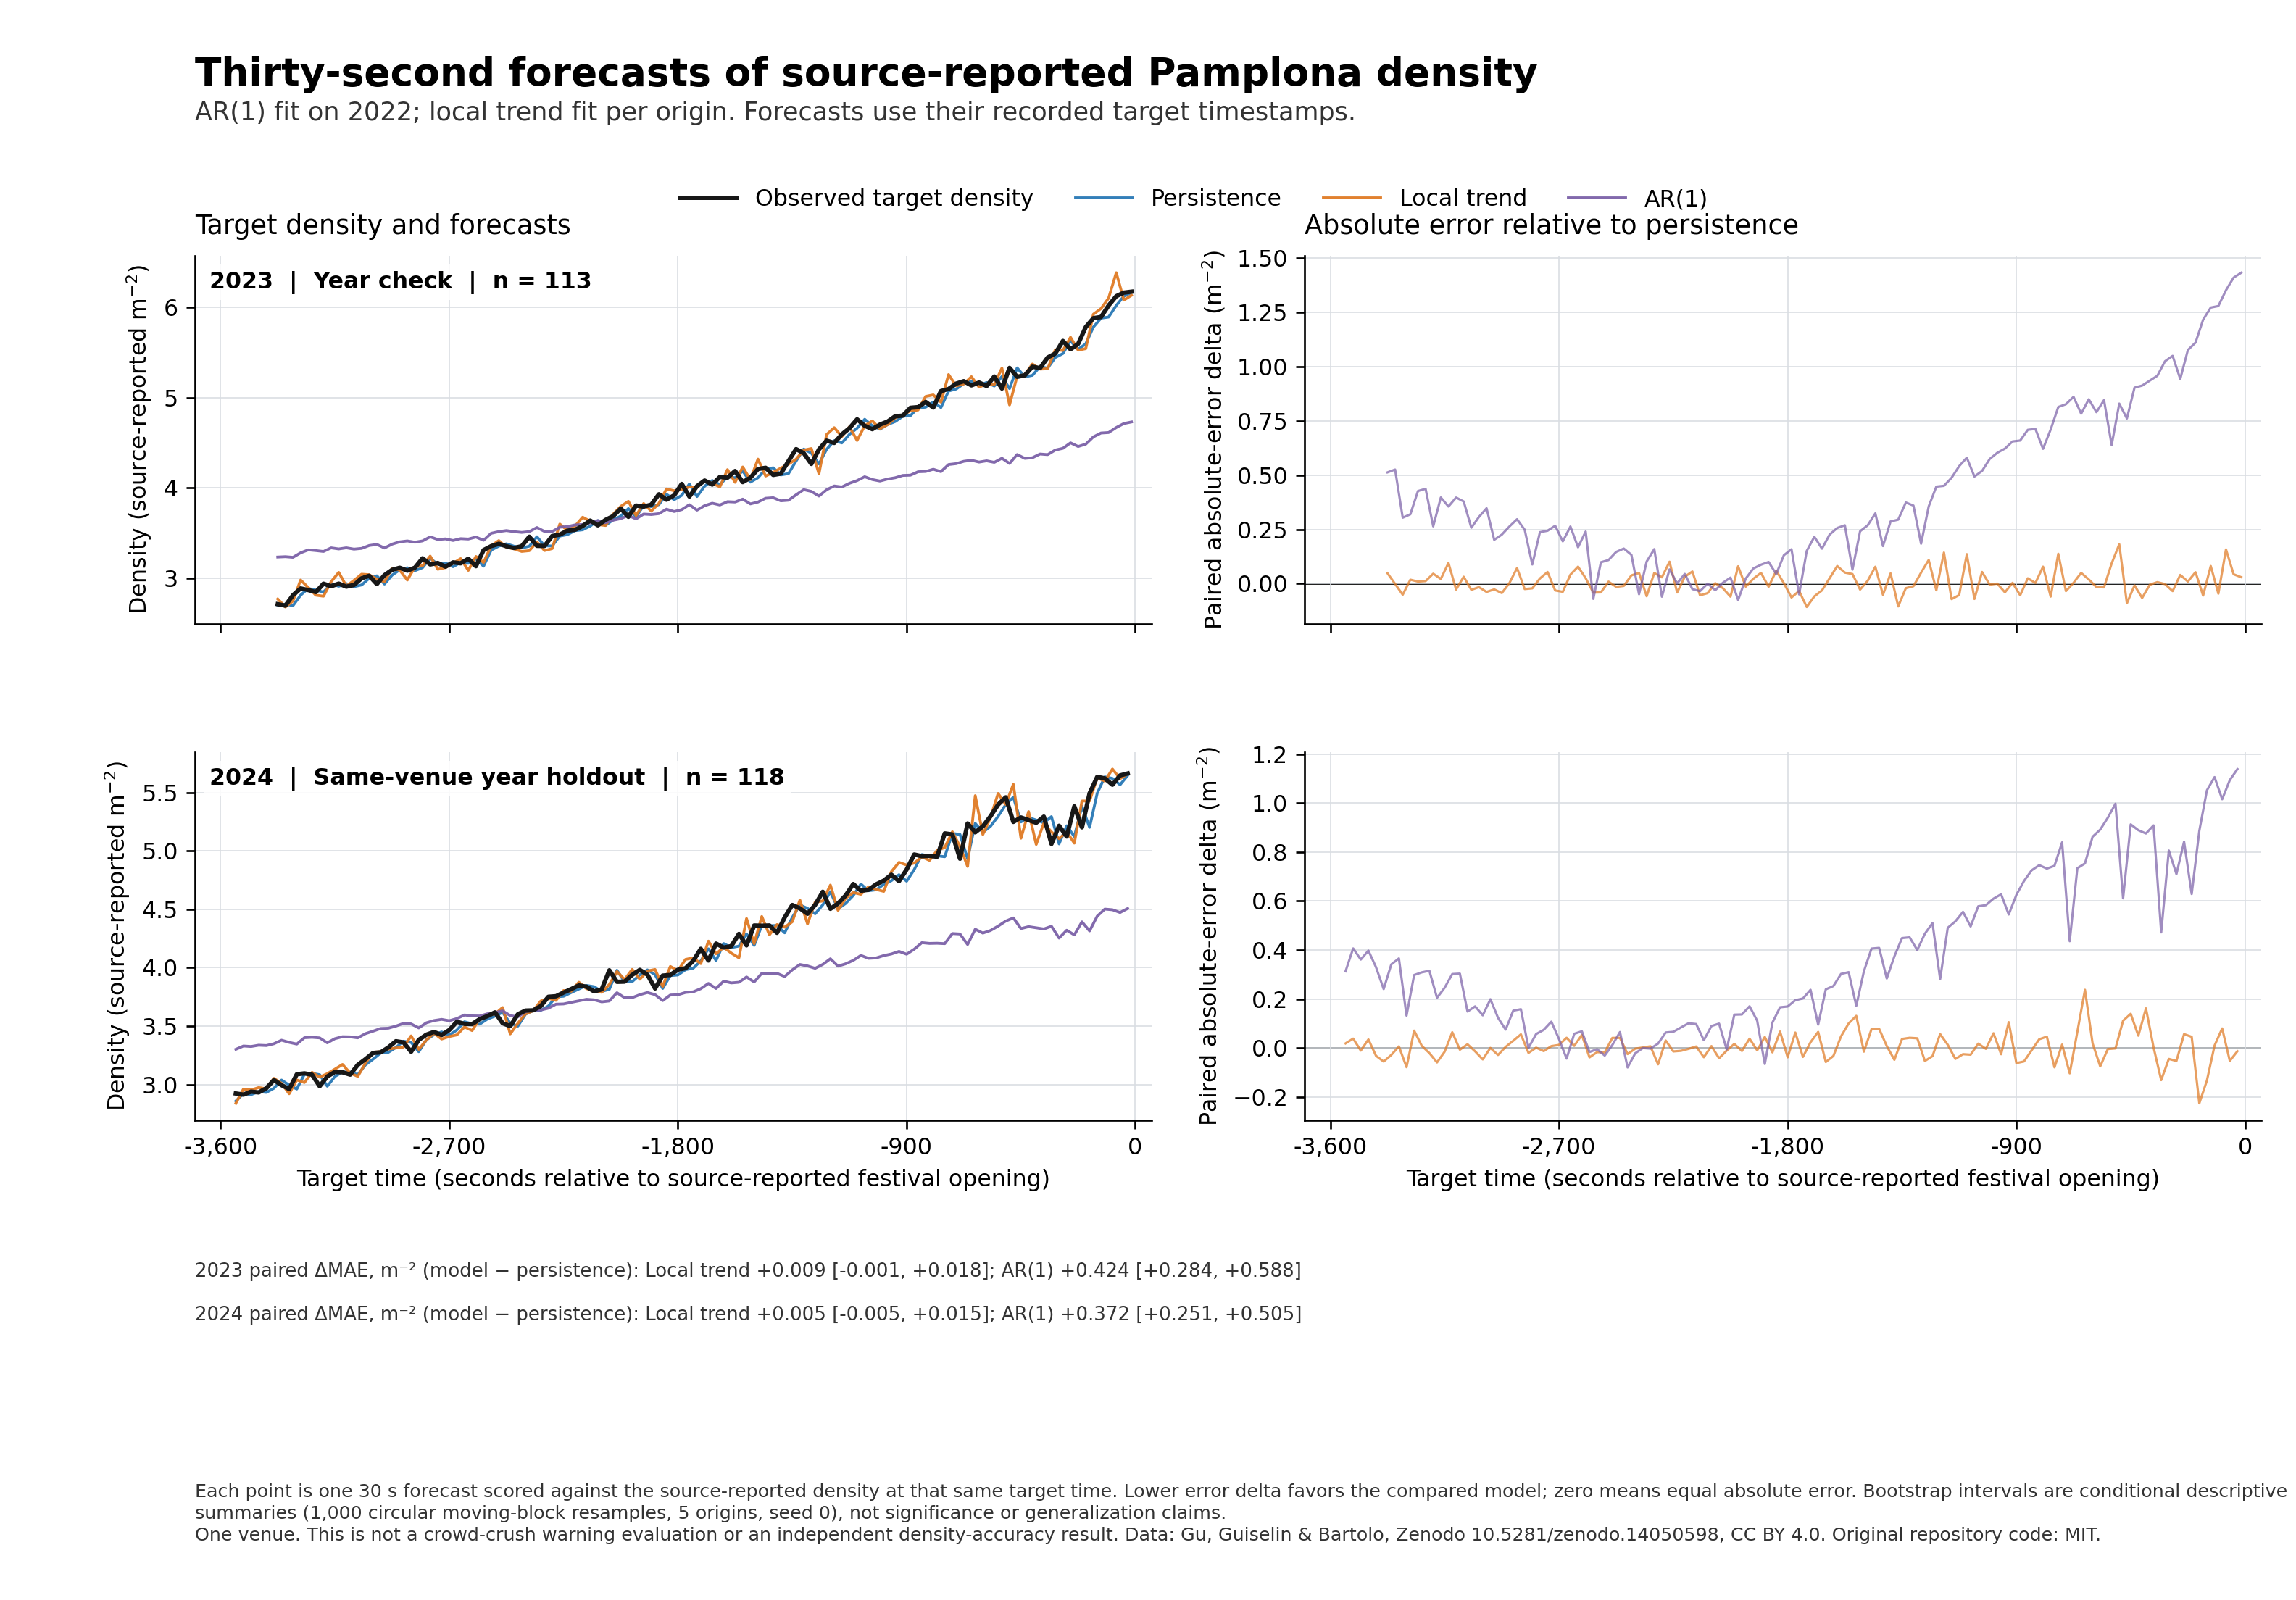 Thirty-second forecasts of source-reported Pamplona density
AR(1) fit on 2022; local trend fit per origin. Forecasts use their recorded target timestamps.
Observed target density
Persistence
Local trend
AR(1)
Target density and forecasts
Absolute error relative to persistence
2023 | Year check | n = 113
Density (source-reported m⁻²)
6
5
4
3
Paired absolute-error delta (m⁻²)
1.50
1.25
1.00
0.75
0.50
0.25
0.00
2024 | Same-venue year holdout | n = 118
Density (source-reported m⁻²)
5.5
5.0
4.5
4.0
3.5
3.0
-3,600
-2,700
-1,800
-900
0
Target time (seconds relative to source-reported festival opening)
Paired absolute-error delta (m⁻²)
1.2
1.0
0.8
0.6
0.4
0.2
0.0
−0.2
-3,600
-2,700
-1,800
-900
0
Target time (seconds relative to source-reported festival opening)
2023 paired ΔMAE, m⁻² (model − persistence): Local trend +0.009 [-0.001, +0.018]; AR(1) +0.424 [+0.284, +0.588]
2024 paired ΔMAE, m⁻² (model − persistence): Local trend +0.005 [-0.005, +0.015]; AR(1) +0.372 [+0.251, +0.505]
Each point is one 30 s forecast scored against the source-reported density at that same target time. Lower error delta favors the compared model; zero means equal absolute error. Bootstrap intervals are conditional descriptive
summaries (1,000 circular moving-block resamples, 5 origins, seed 0), not significance or generalization claims.
One venue. This is not a crowd-crush warning evaluation or an independent density-accuracy result. Data: Gu, Guiselin & Bartolo, Zenodo 10.5281/zenodo.14050598, CC BY 4.0. Original repository code: MIT.